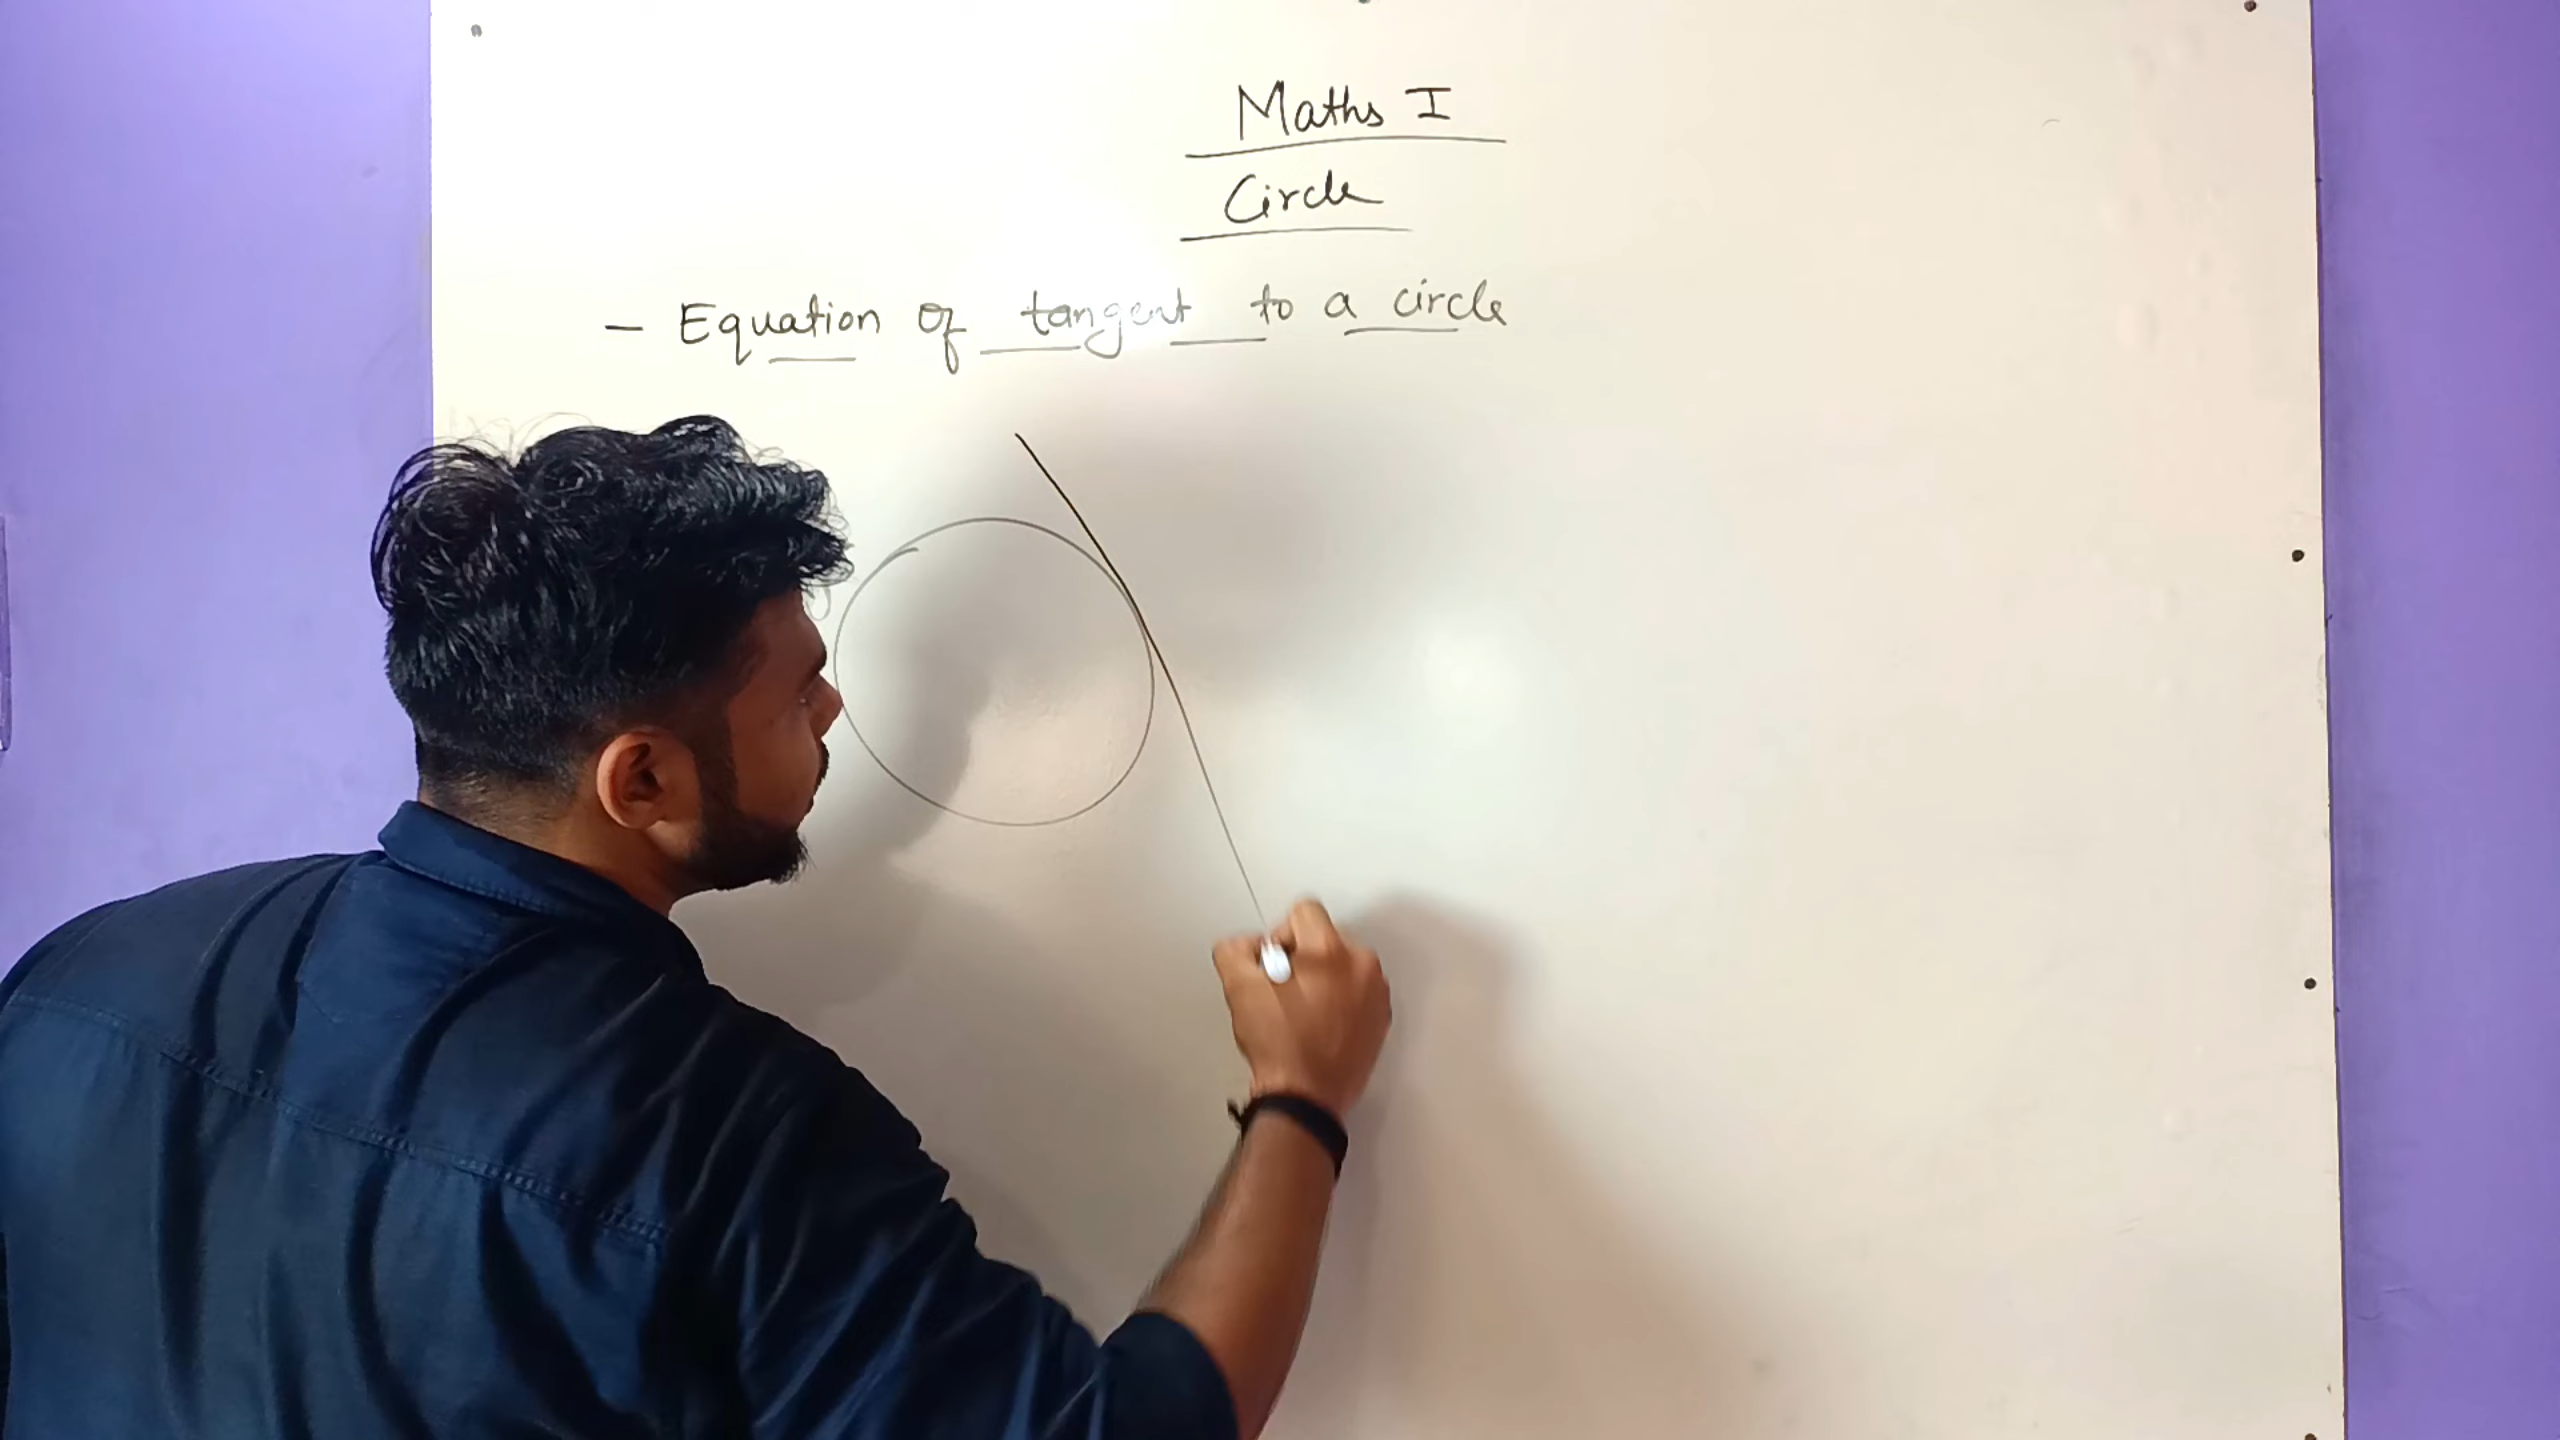 Maths I
Circle
- Equation of tangent to a circle